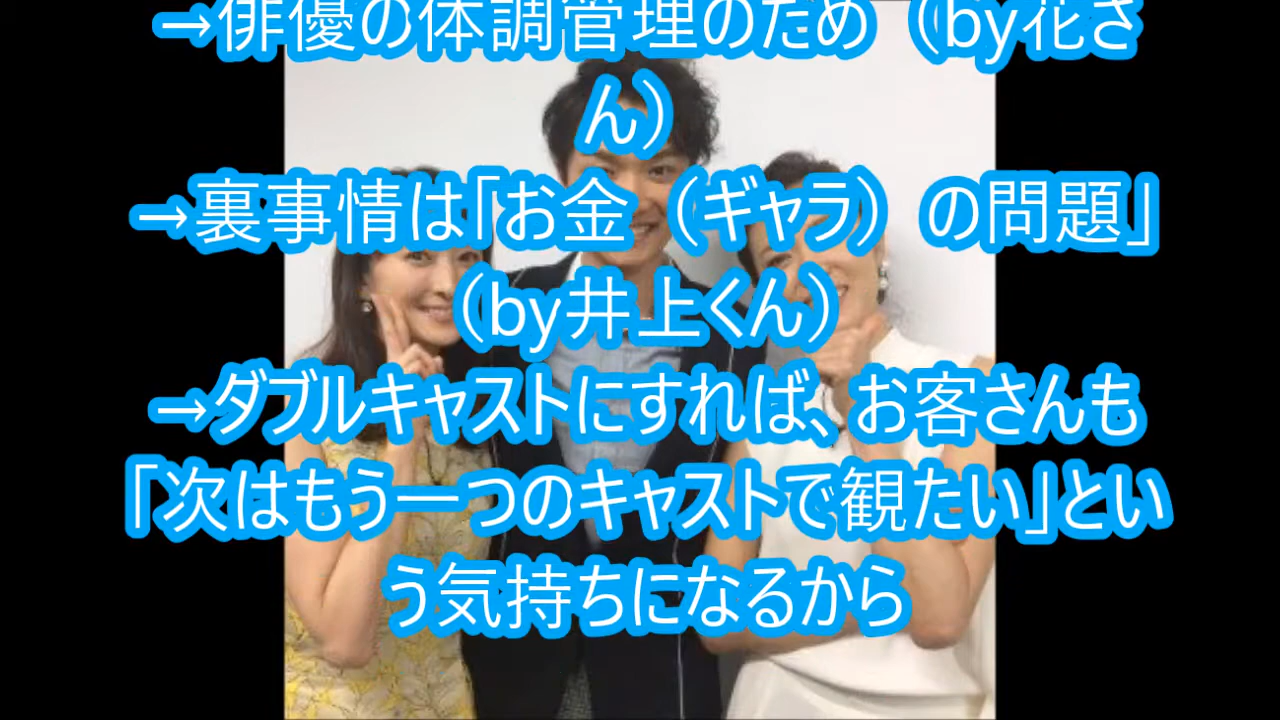 →俳優の体調管理のため（by花さ
ん）
→裏事情は「お金（ギャラ）の問題」
（by井上くん）
→ダブルキャストにすれば、お客さんも
「次はもう一つのキャストで観たい」とい
う気持ちになるから